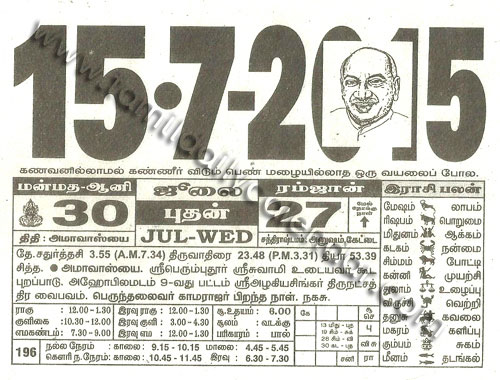 15•7-2015
கணவனில்லாமல் கண்ணீர் விடும் பெண் மழையில்லாத ஒரு வயலைப் போல.
மன்மத-ஆனி ஜூலை ரம்ஜான் இராசி பலன்
30 புதன் 27
திதி : அமாவாஸ்யை JUL-WED சந்திராஷ்டமம்: அனுஷம்,கேட்டை
தே.சதுர்த்தசி 3.55 (A.M.7.34) திருவாதிரை 23.48 (P.M.3.31) தியா 53.39
சித்த. ● அமாவாஸ்யை. ஸ்ரீபெரும்புதூர் ஸ்ரீசுவாமி உடையவர்
புறப்பாடு. அஹோபிலமடம் 9-வது பட்டம் ஸ்ரீஅழகியசிங்கர் திருநட்சத்
திர வைபவம். பெருந்தலைவர் காமராஜர் பிறந்த நாள். நகசு.
மேஷம் லாபம்
ரிஷபம் பொறுமை
மிதுனம் ஆக்கம்
கடகம் நன்மை
சிம்மம் போட்டி
கன்னி முயற்சி
துலாம் உழைப்பு
வெற்றி
தனுசு கவலை
மகரம் களிப்பு
கும்பம் சுகம்
மீனம் தடங்கல்
ராகு : 12.00 -1.30 இரவு ராகு : 12.00-1.30 சூ.உதயம் : 6.00
குளிகை :10.30 -12.00 இரவு குளி : 3.00-4.30 சூலம் : வடக்கு
எமகண்டம் : 7.30 - 9.00 இரவு எம : 1.30-3.00 பரிகாரம் : பால்
196 நல்ல நேரம் : காலை : 9.15 - 10.15 மாலை : 4.45 - 5.45
கௌரி ந.நேரம்: காலை: 10.45 - 11.45 இரவு : 6.30 - 7.30
கே சூ செ
13 மிது - பு
19 சிம் - வி
பு
வி சு
சனி ரா